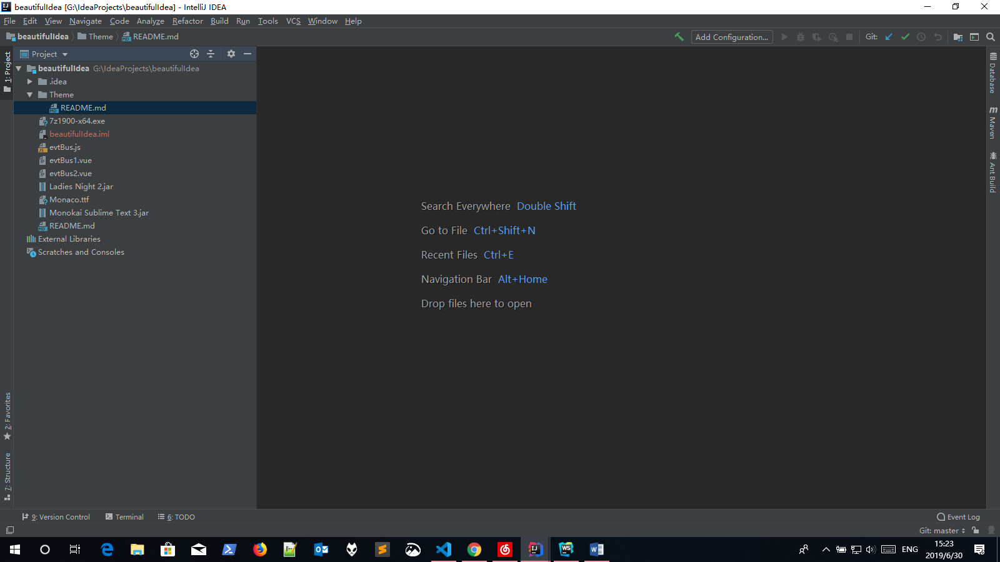 beautifulIdea [G:\IdeaProjects\beautifulIdea] - IntelliJ IDEA
File Edit View Navigate Code Analyze Refactor Build Run Tools VCS Window Help
beautifulIdea Theme README.md Add Configuration... Git:
Project
beautifulIdea G:\IdeaProjects\beautifulIdea
.idea
Theme
README.md
7z1900-x64.exe
beautifulIdea.iml
evtBus.js
evtBus1.vue
evtBus2.vue
Ladies Night 2.jar
Monaco.ttf
Monokai Sublime Text 3.jar
README.md
External Libraries
Scratches and Consoles
1: Project
2: Favorites
7: Structure
Search Everywhere Double Shift
Go to File Ctrl+Shift+N
Recent Files Ctrl+E
Navigation Bar Alt+Home
Drop files here to open
Database
Maven
Ant Build
9: Version Control Terminal 6: TODO Event Log
Git: master
ENG
15:23
2019/6/30